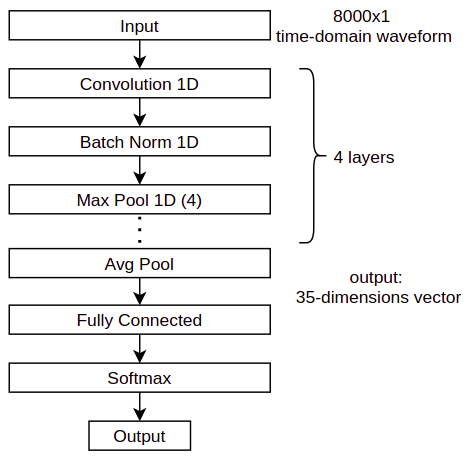 Input
8000x1
time-domain waveform
Convolution 1D
Batch Norm 1D
4 layers
Max Pool 1D (4)
Avg Pool
output:
35-dimensions vector
Fully Connected
Softmax
Output